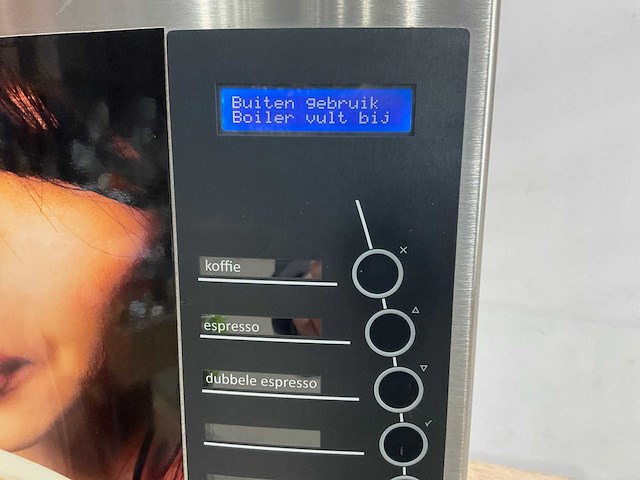 Buiten gebruik
Boiler vult bij
koffie
espresso
dubbele espresso